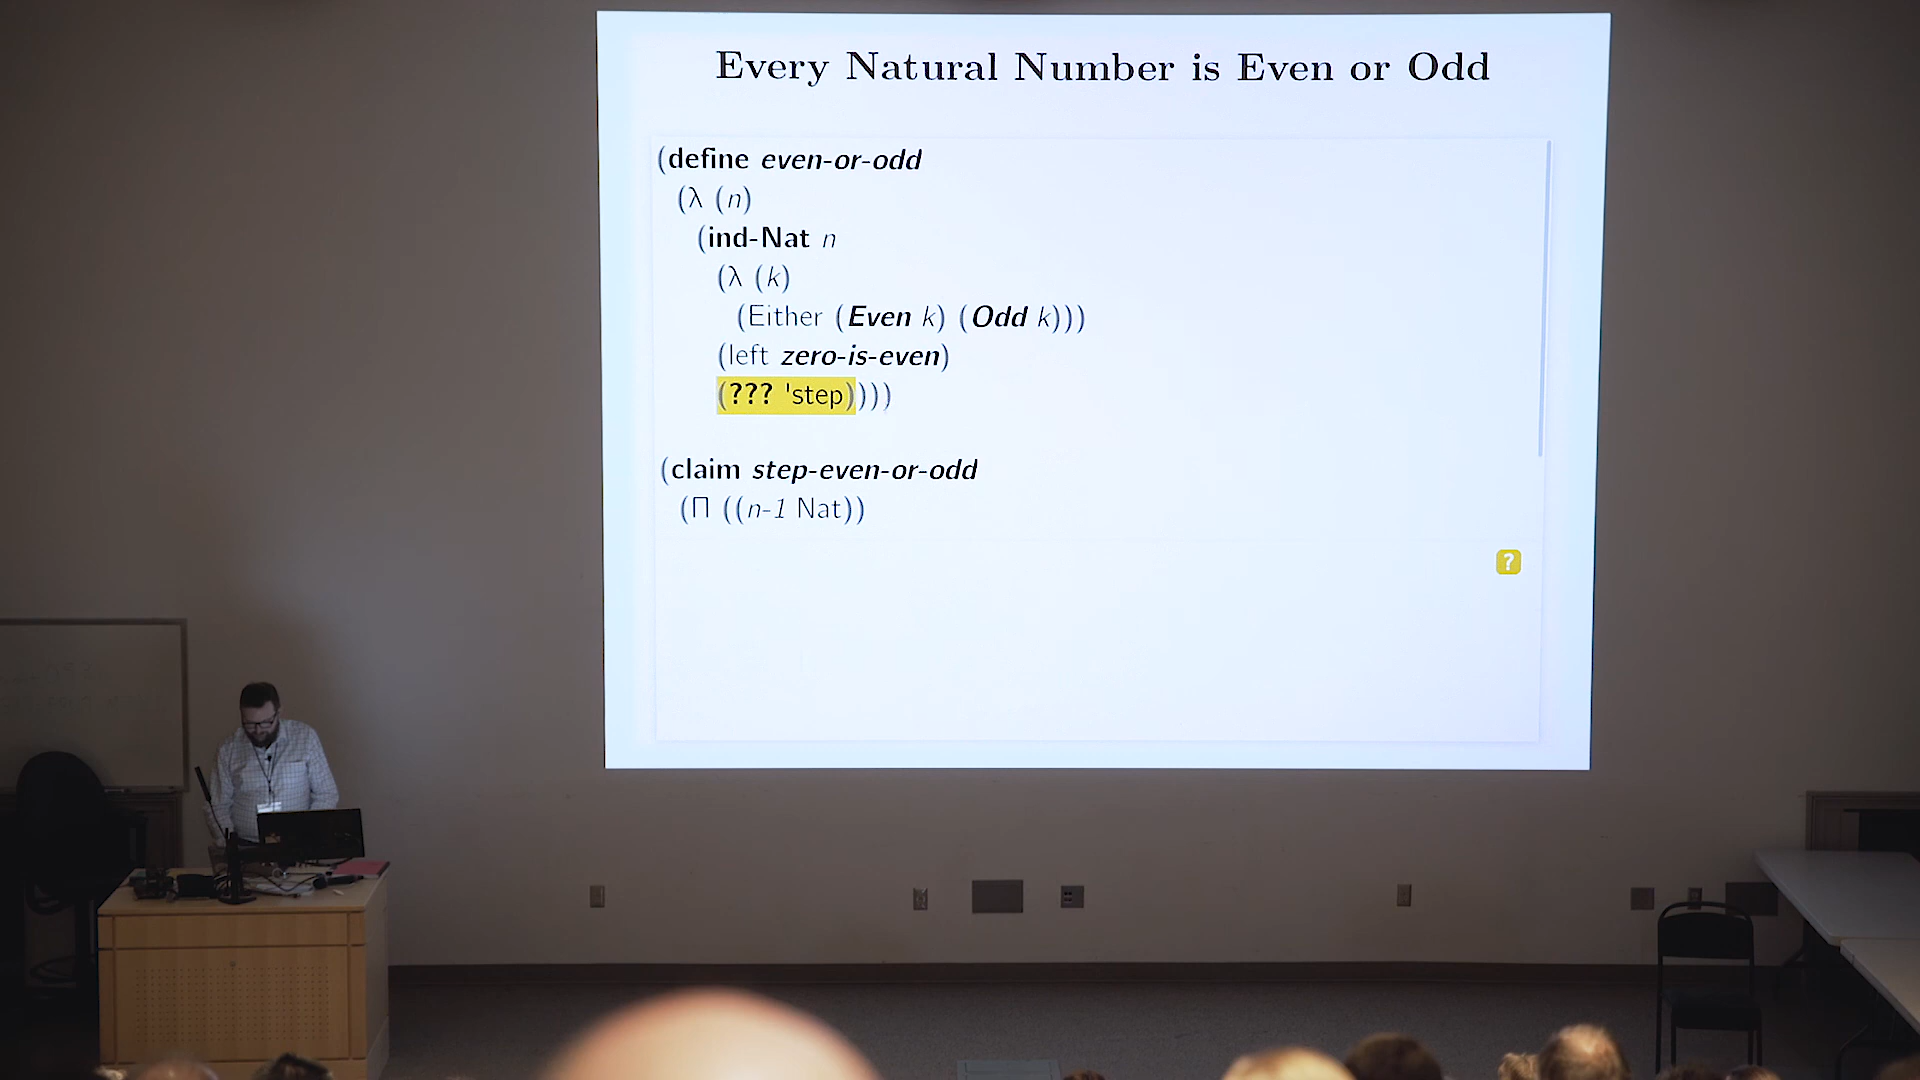 Every Natural Number is Even or Odd
(define even-or-odd
(λ (n)
(ind-Nat n
(λ (k)
(Either (Even k) (Odd k)))
(left zero-is-even)
(??? 'step))))
(claim step-even-or-odd
(Π ((n-1 Nat))
?